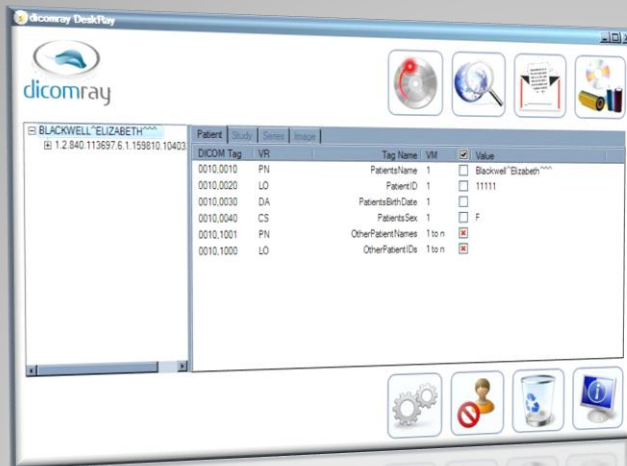 dicomray DeskRay
dicomray
BLACKWELL^ELIZABETH^^^
1.2.840.113697.6.1.159810.10403
Patient Study Series Image
DICOM Tag VR Tag Name VM Value
0010,0010 PN PatientsName 1 Blackwell^Elizabeth^^^
0010,0020 LO PatientID 1 11111
0010,0030 DA PatientsBirthDate 1
0010,0040 CS PatientsSex 1 F
0010,1001 PN OtherPatientNames 1 to n
0010,1000 LO OtherPatientIDs 1 to n